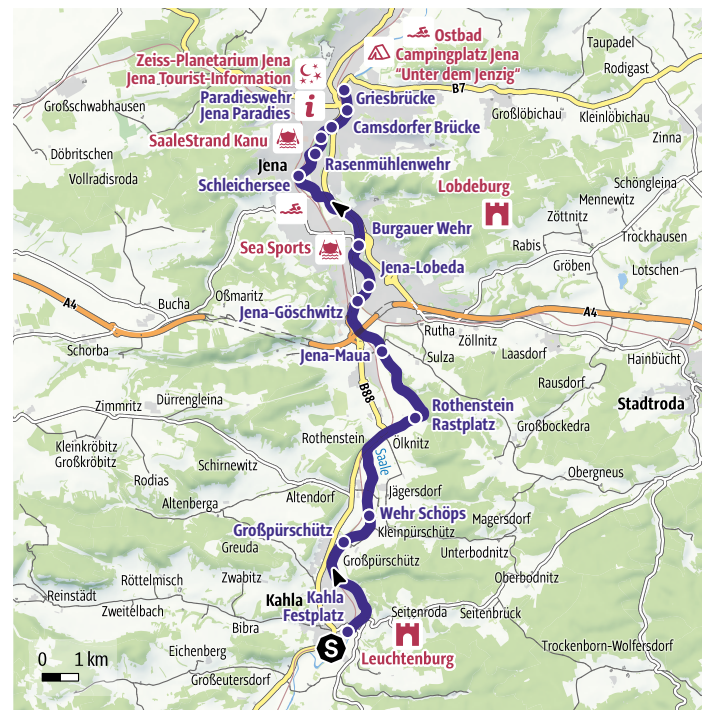 Ostbad
Taupadel
Zeiss-Planetarium Jena
Campingplatz Jena
Rodigast
Jena Tourist-Information
"Unter dem Jenzig"
B7
Großschwabhausen
Paradieswehr
Griesbrücke
Jena Paradies
i
Großlöbichau
Kleinlöbichau
Camsdorfer Brücke
Zinna
SaaleStrand Kanu
Döbritschen
Jena
Rasenmühlenwehr
Vollradisroda
Schleichersee
Lobdeburg
Schöngleina
Mennewitz
Zöttnitz
Burgauer Wehr
Trockhausen
Sea Sports
Rabis
Jena-Lobeda
Gröben
Lotschen
A4
Bucha
Oßmaritz
Jena-Göschwitz
A4
Rutha
Zöllnitz
Schorba
Jena-Maua
Sulza
Laasdorf
Hainbücht
Rausdorf
B88
Zimmritz
Dürrengleina
Rothenstein
Rastplatz
Stadtroda
Großbockedra
Rothenstein
Ölknitz
Kleinkröbitz
Großkröbitz
Saale
Schirnewitz
Rodias
Obergneus
Altenberga
Altendorf
Jägersdorf
Wehr Schöps
Magersdorf
Großpürschütz
Kleinpürschütz
Greuda
Unterbodnitz
Großpürschütz
Röttelmisch
Zwabitz
Oberbodnitz
Reinstädt
Kahla
Kahla
Festplatz
Zweitelbach
Seitenroda
Seitenbrück
Bibra
S
Trockenborn-Wolfersdorf
Eichenberg
Leuchtenburg
0 1 km
Großeutersdorf